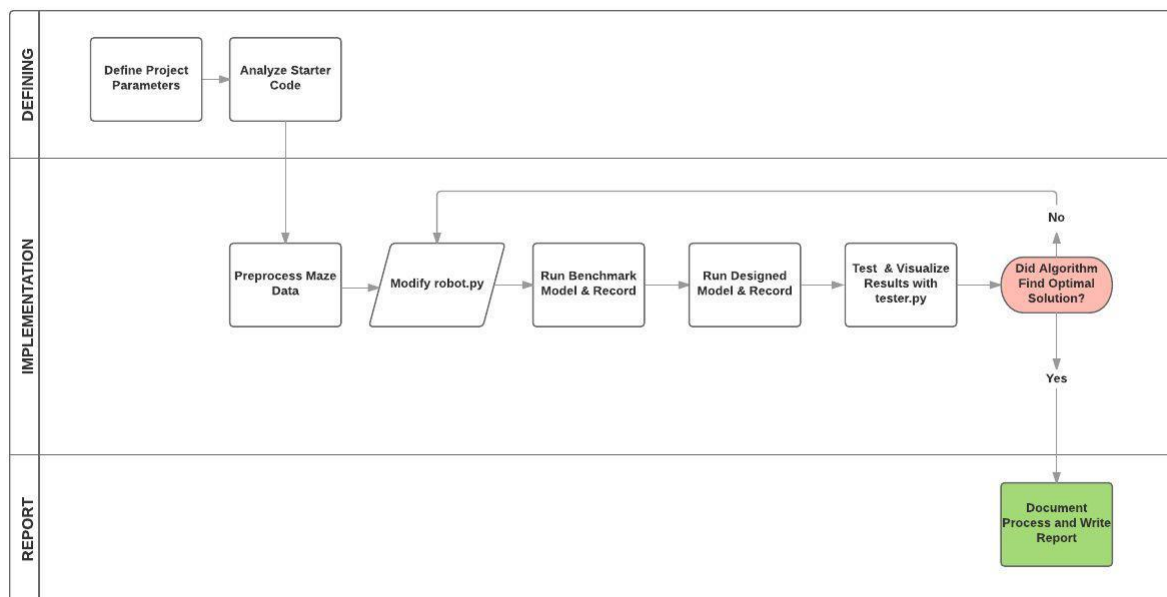 DEFINING
Define Project
Parameters
Analyze Starter
Code
IMPLEMENTATION
Preprocess Maze
Data
Modify robot.py
Run Benchmark
Model & Record
Run Designed
Model & Record
Test & Visualize
Results with
tester.py
No
Did Algorithm
Find Optimal
Solution?
Yes
REPORT
Document
Process and Write
Report